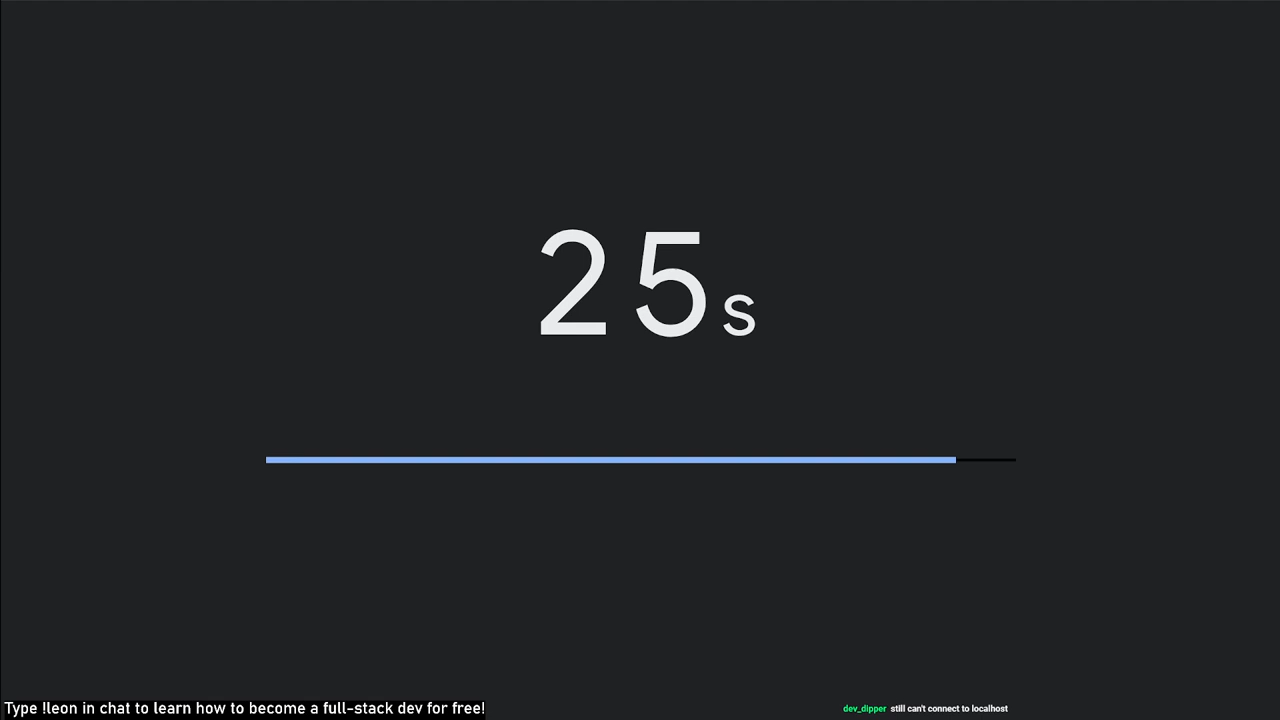 25s
Type !leon in chat to learn how to become a full-stack dev for free!
dev_dipper still can't connect to localhost